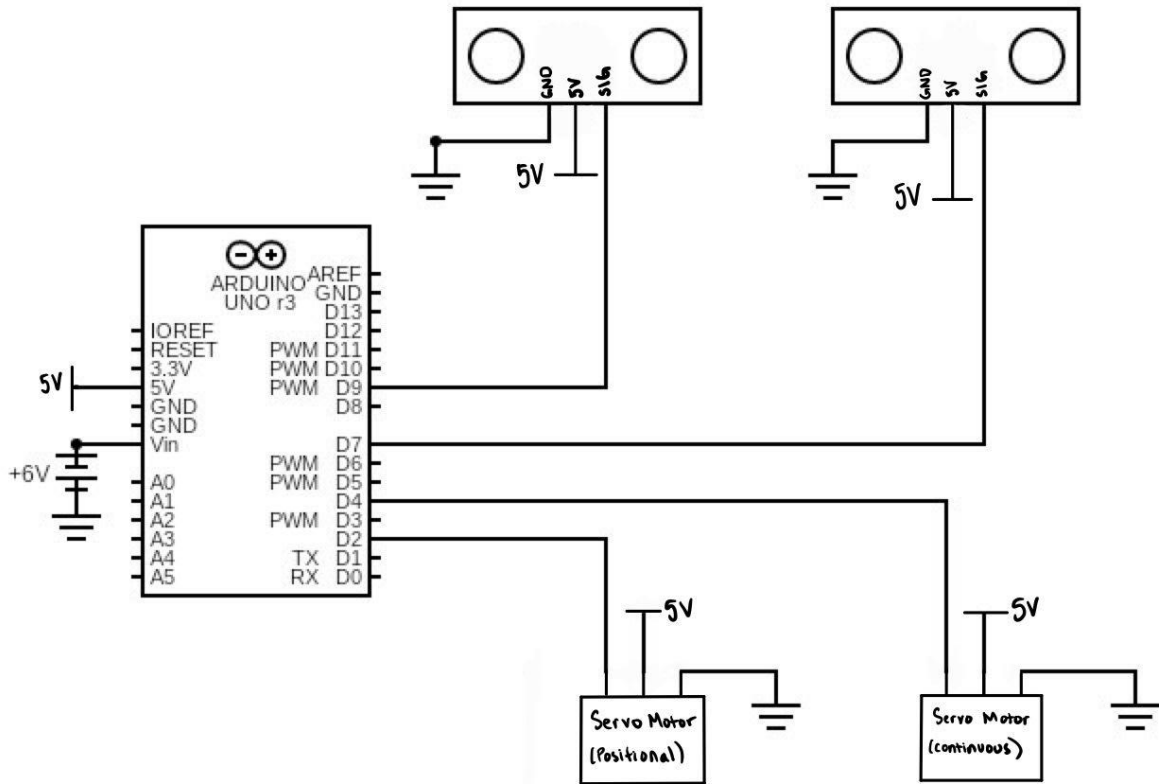 GND 5V SIG
GND 5V SIG
5V
5V
ARDUINO
UNO r3
AREF
GND
D13
IOREF
D12
RESET
PWM D11
3.3V
PWM D10
5V
5V
PWM D9
GND
D8
GND
Vin
D7
+6V
PWM D6
A0
PWM D5
A1
D4
A2
PWM D3
A3
D2
A4
TX D1
A5
RX D0
5V
5V
Servo Motor
(Positional)
Servo Motor
(continuous)